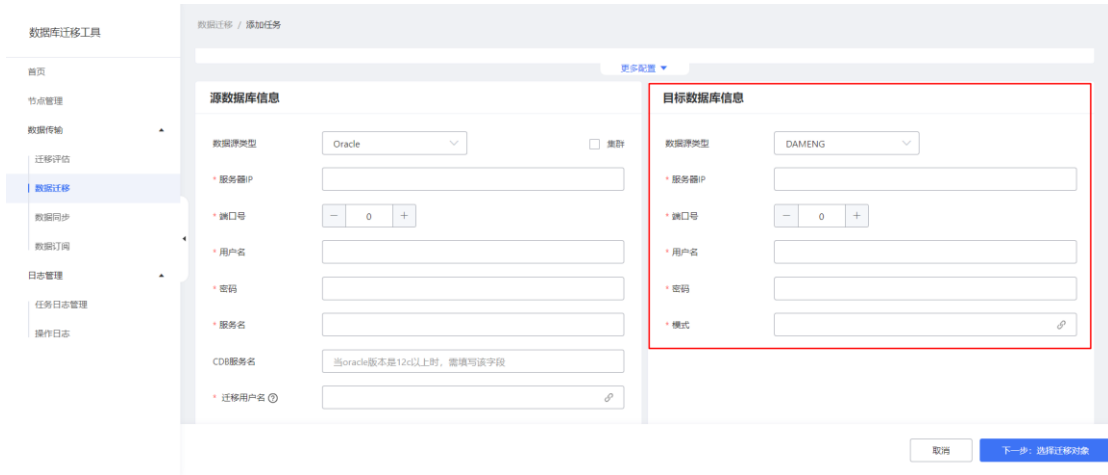 数据库迁移工具
首页
节点管理
数据传输
迁移评估
数据迁移
数据同步
数据订阅
日志管理
任务日志管理
操作日志
数据迁移 / 添加任务
更多配置
源数据库信息
数据源类型 Oracle 集群
* 服务器IP
* 端口号 － 0 ＋
* 用户名
* 密码
* 服务名
CDB服务名 当oracle版本是12c以上时，需填写该字段
* 迁移用户名
目标数据库信息
数据源类型 DAMENG
* 服务器IP
* 端口号 － 0 ＋
* 用户名
* 密码
* 模式
取消 下一步：选择迁移对象